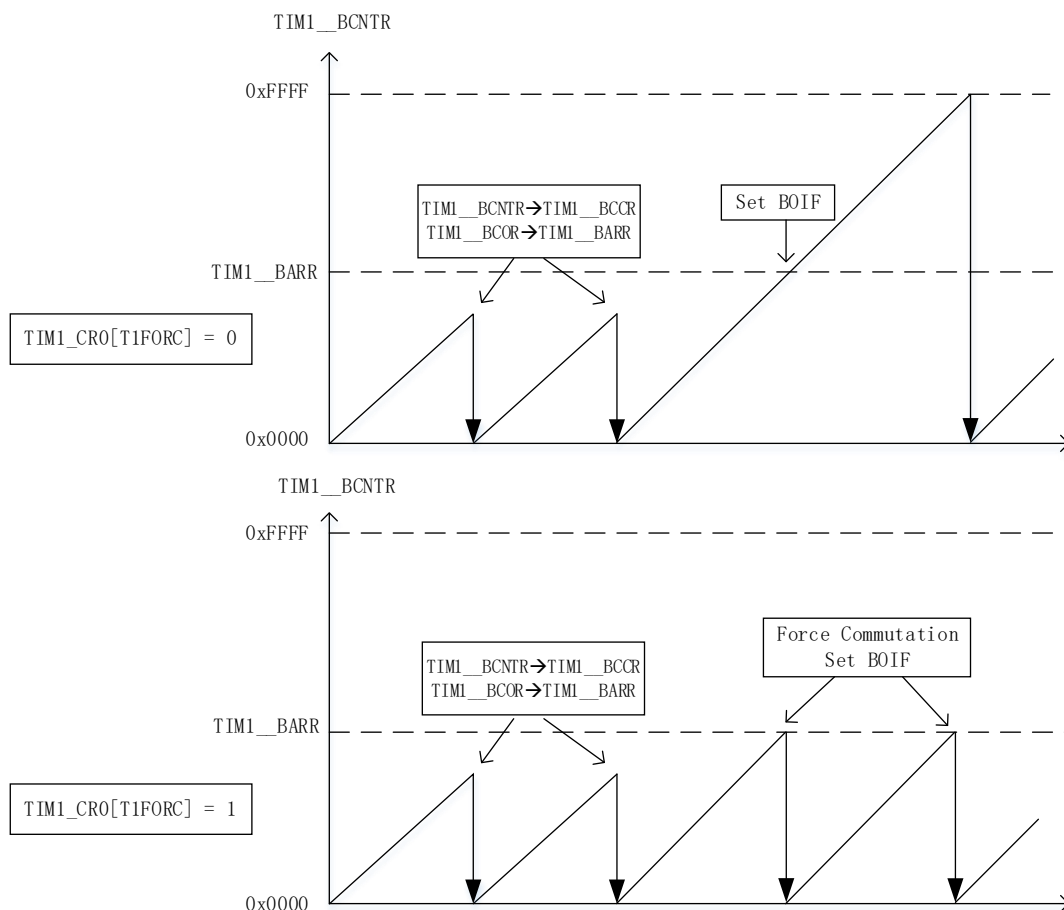 TIM1__BCNTR
0xFFFF
TIM1__BCNTR→TIM1__BCCR
TIM1__BCOR→TIM1__BARR
Set BOIF
TIM1__BARR
TIM1_CR0[T1FORC] = 0
0x0000
TIM1__BCNTR
0xFFFF
Force Commutation
Set BOIF
TIM1__BCNTR→TIM1__BCCR
TIM1__BCOR→TIM1__BARR
TIM1__BARR
TIM1_CR0[T1FORC] = 1
0x0000